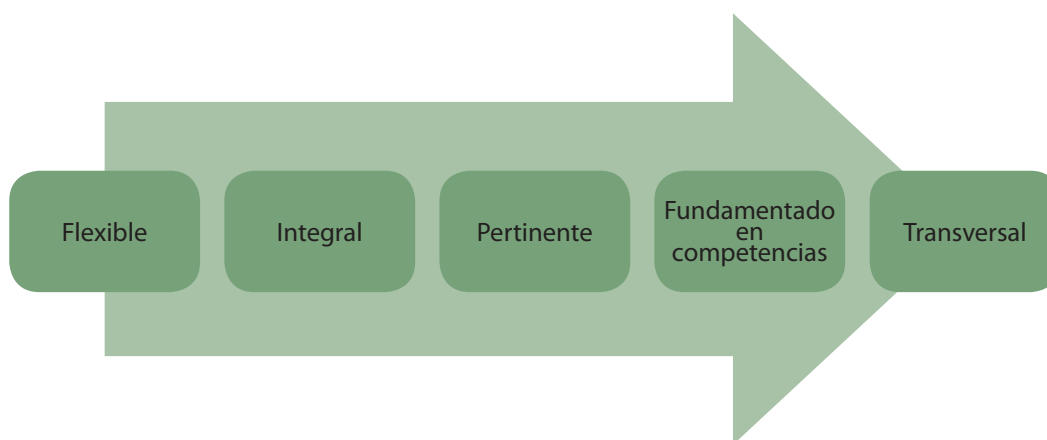 Flexible
Integral
Pertinente
Fundamentado
en
competencias
Transversal